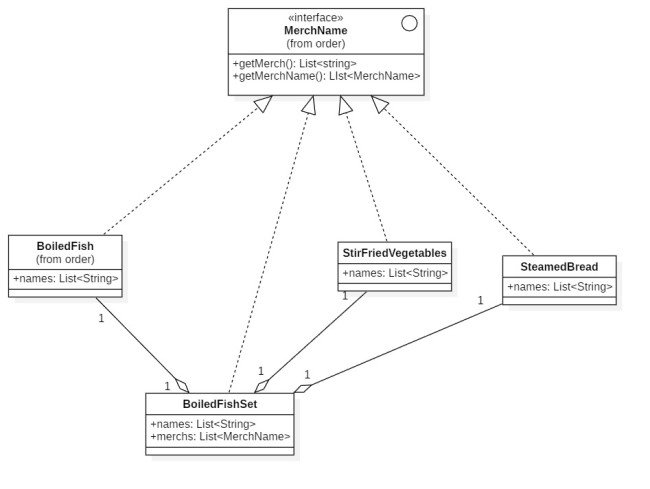 «interface»
MerchName
(from order)
+getMerch(): List<string>
+getMerchName(): LIst<MerchName>
BoiledFish
(from order)
+names: List<String>
StirFriedVegetables
+names: List<String>
SteamedBread
+names: List<String>
1
1
1
1
1
1
BoiledFishSet
+names: List<String>
+merchs: List<MerchName>